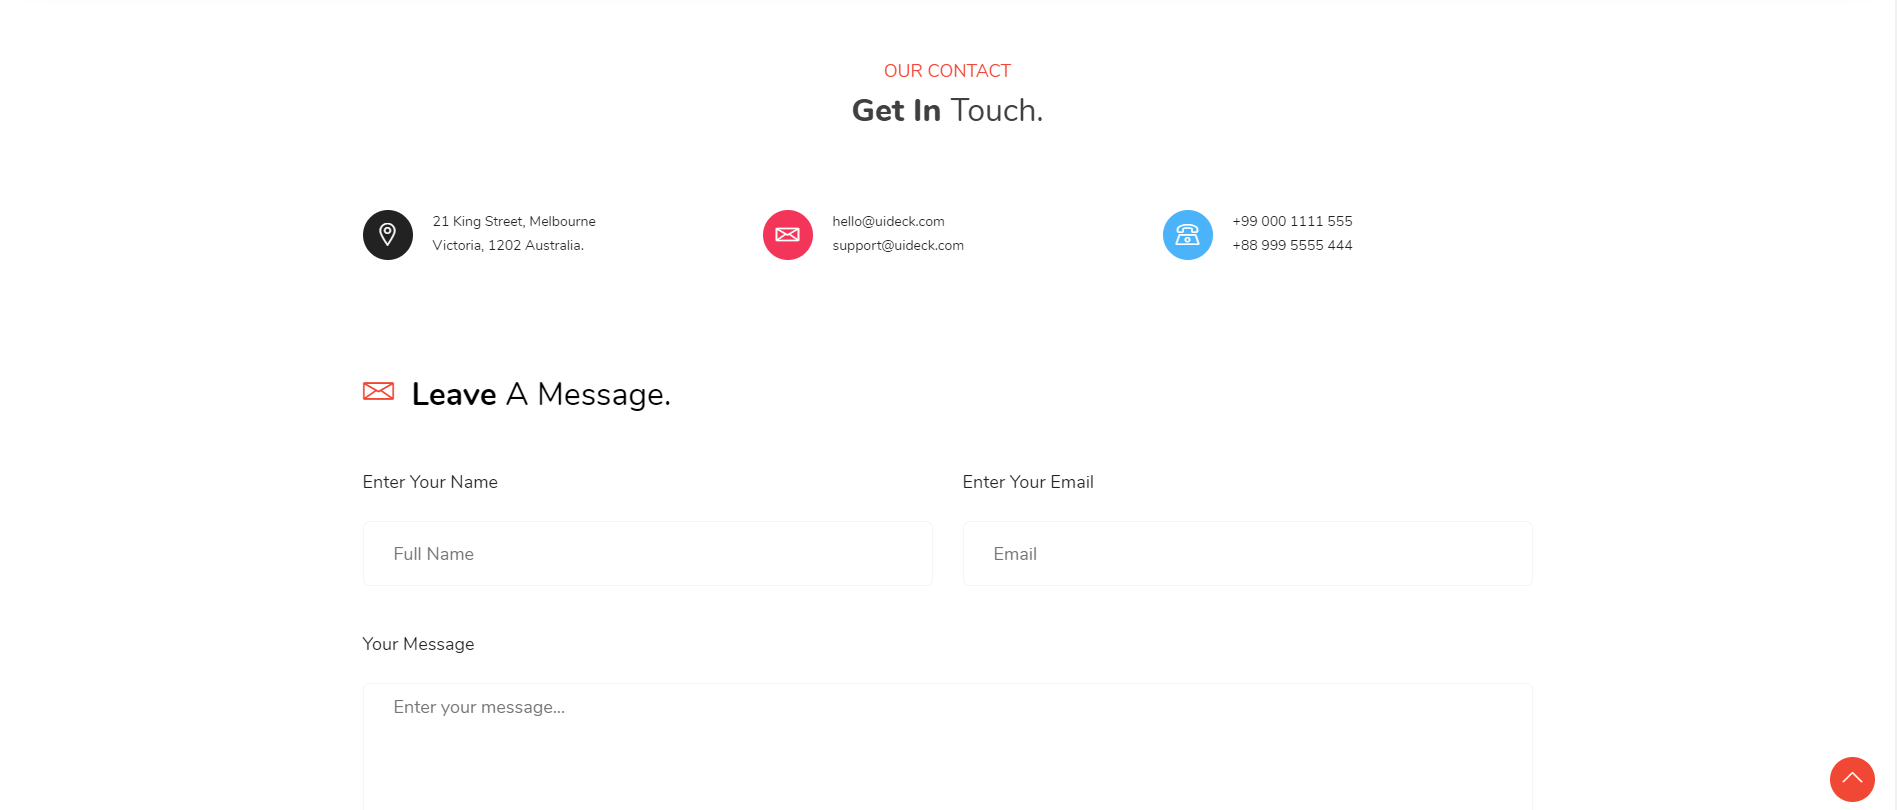 OUR CONTACT
Get In Touch.
21 King Street, Melbourne
Victoria, 1202 Australia.
hello@uideck.com
support@uideck.com
+99 000 1111 555
+88 999 5555 444
Leave A Message.
Enter Your Name
Full Name
Enter Your Email
Email
Your Message
Enter your message...